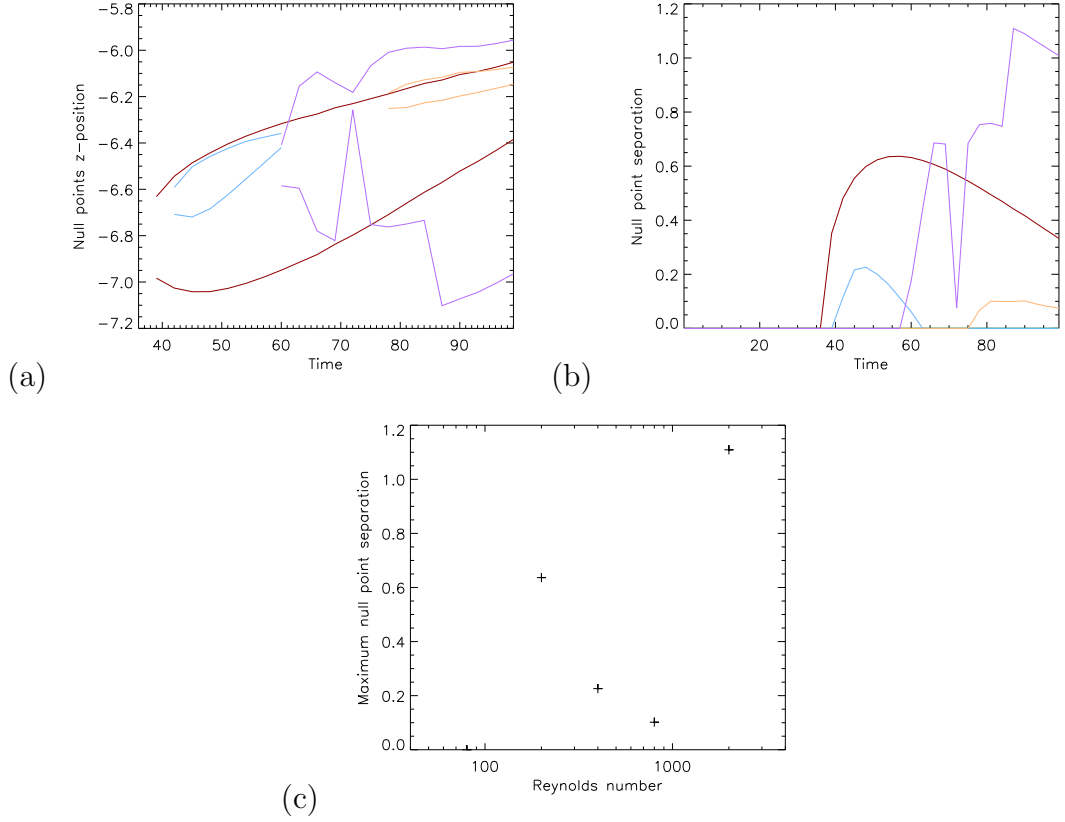 −5.8
−6.0
−6.2
−6.4
−6.6
−6.8
−7.0
−7.2
Null points z−position
40 50 60 70 80 90
Time
(a)
1.2
1.0
0.8
0.6
0.4
0.2
0.0
Null point separation
20 40 60 80
Time
(b)
1.2
1.0
0.8
0.6
0.4
0.2
0.0
Maximum null point separation
100 1000
Reynolds number
(c)